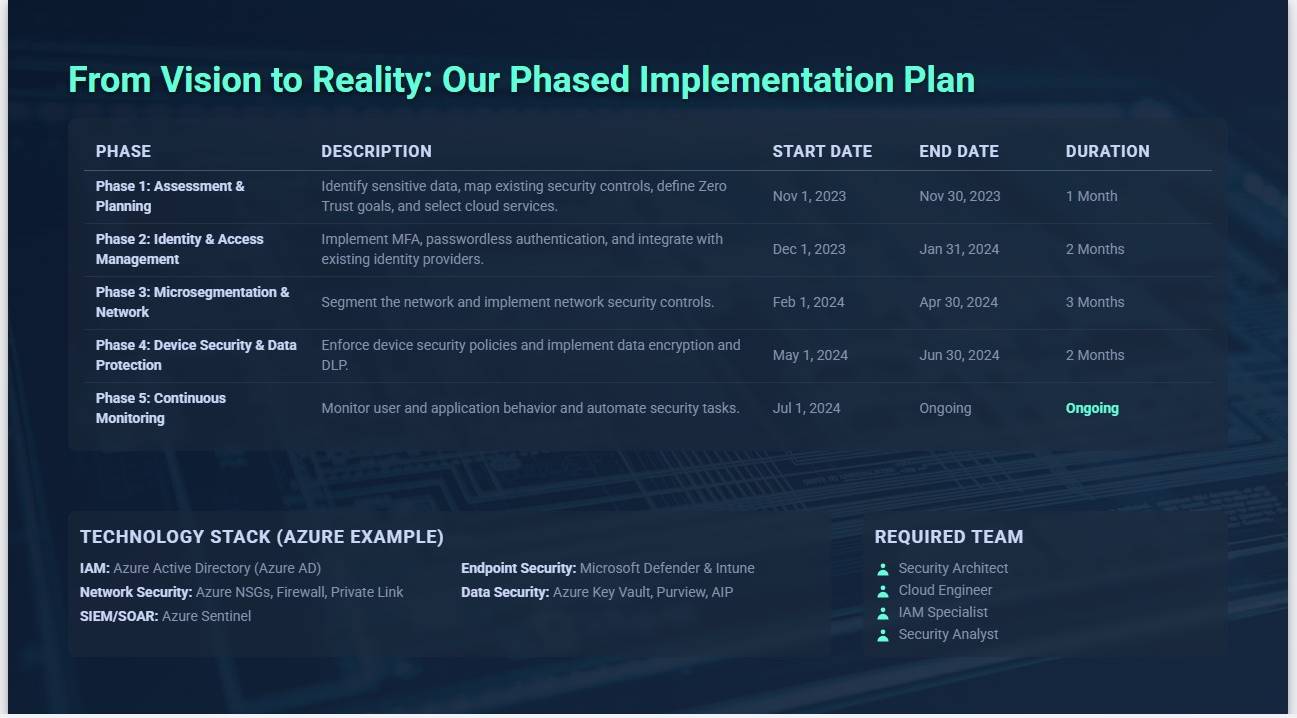 From Vision to Reality: Our Phased Implementation Plan
PHASE DESCRIPTION START DATE END DATE DURATION
Phase 1: Assessment &
Planning
Identify sensitive data, map existing security controls, define Zero
Trust goals, and select cloud services.
Nov 1, 2023
Nov 30, 2023
1 Month
Phase 2: Identity & Access
Management
Implement MFA, passwordless authentication, and integrate with
existing identity providers.
Dec 1, 2023
Jan 31, 2024
2 Months
Phase 3: Microsegmentation &
Network
Segment the network and implement network security controls.
Feb 1, 2024
Apr 30, 2024
3 Months
Phase 4: Device Security & Data
Protection
Enforce device security policies and implement data encryption and
DLP.
May 1, 2024
Jun 30, 2024
2 Months
Phase 5: Continuous
Monitoring
Monitor user and application behavior and automate security tasks.
Jul 1, 2024
Ongoing
Ongoing
TECHNOLOGY STACK (AZURE EXAMPLE)
IAM: Azure Active Directory (Azure AD)
Network Security: Azure NSGs, Firewall, Private Link
SIEM/SOAR: Azure Sentinel
Endpoint Security: Microsoft Defender & Intune
Data Security: Azure Key Vault, Purview, AIP
REQUIRED TEAM
Security Architect
Cloud Engineer
IAM Specialist
Security Analyst